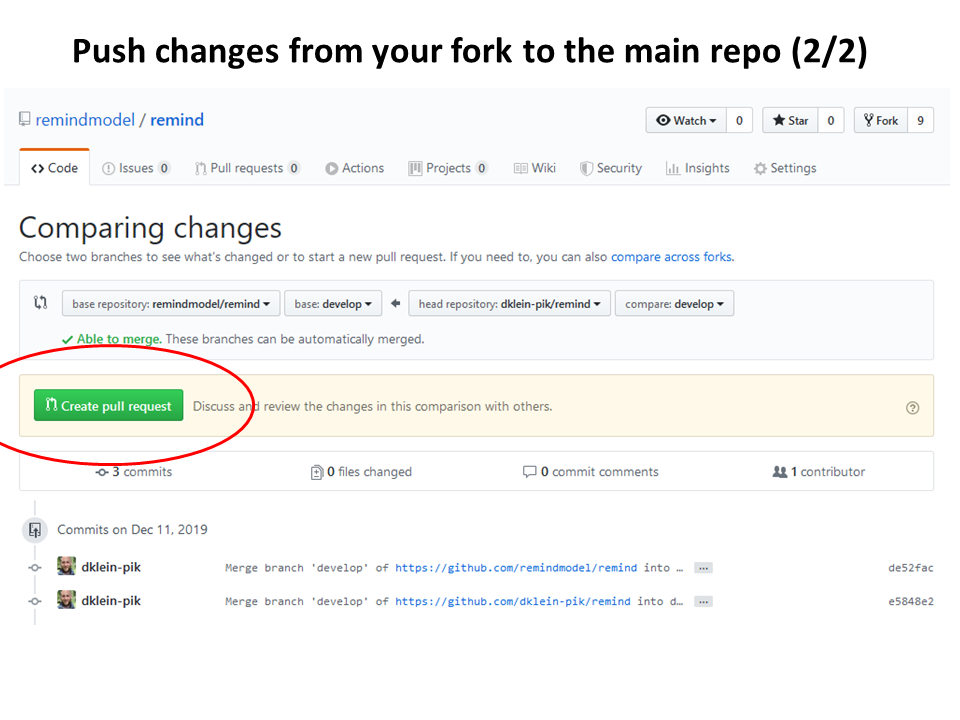 Push changes from your fork to the main repo (2/2)
remindmodel / remind
Watch 0 Star 0 Fork 9
Code Issues 0 Pull requests 0 Actions Projects 0 Wiki Security Insights Settings
Comparing changes
Choose two branches to see what's changed or to start a new pull request. If you need to, you can also compare across forks.
base repository: remindmodel/remind base: develop head repository: dklein-pik/remind compare: develop
Able to merge. These branches can be automatically merged.
Create pull request Discuss and review the changes in this comparison with others.
3 commits 0 files changed 0 commit comments 1 contributor
Commits on Dec 11, 2019
dklein-pik Merge branch 'develop' of https://github.com/remindmodel/remind into … ... de52fac
dklein-pik Merge branch 'develop' of https://github.com/dklein-pik/remind into d… ... e5848e2